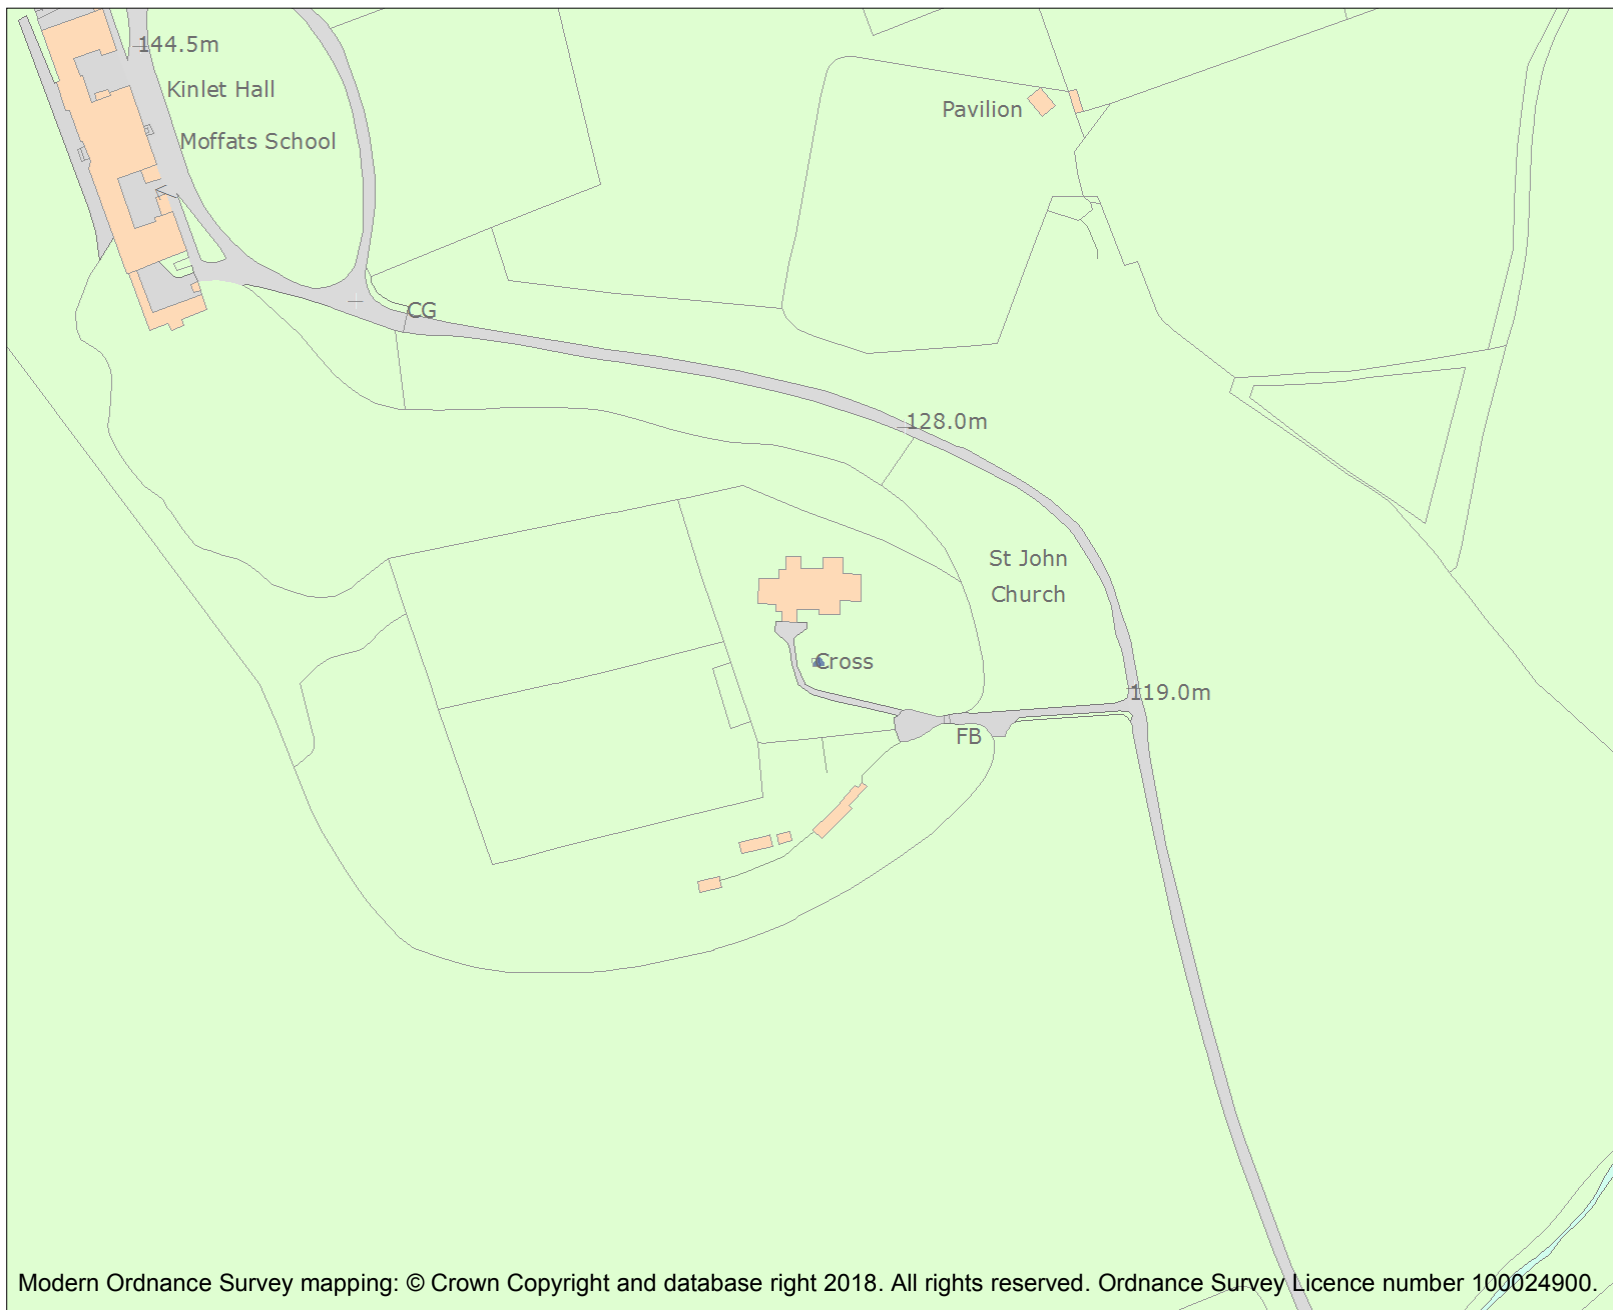 144.5m
Kinlet Hall
Pavilion
Moffats School
CG
128.0m
St John
Church
Cross
119.0m
FB
Modern Ordnance Survey mapping: © Crown Copyright and database right 2018. All rights reserved. Ordnance Survey Licence number 100024900.